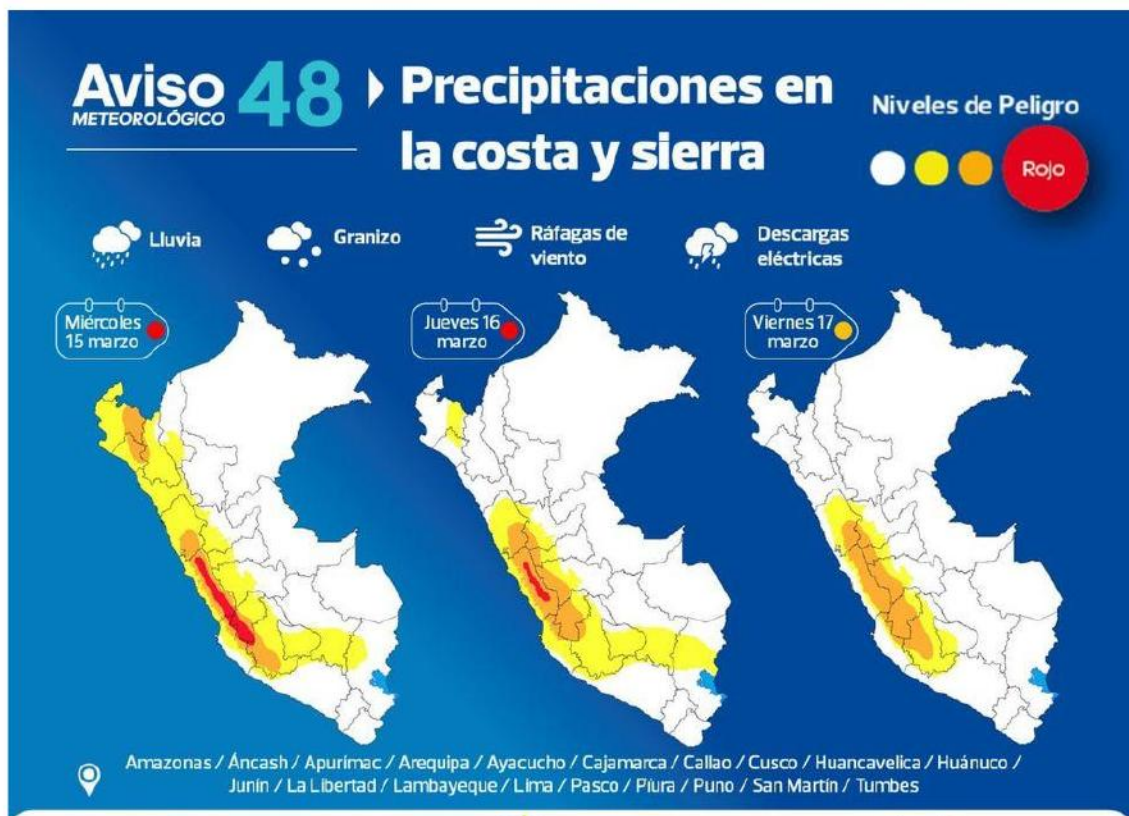 Aviso
METEOROLÓGICO
48
Precipitaciones en
la costa y sierra
Niveles de Peligro
Rojo
Lluvia
Granizo
Ráfagas de
viento
Descargas
eléctricas
Miércoles
15 marzo
Jueves 16
marzo
Viernes 17
marzo
Amazonas / Áncash / Apurímac / Arequipa / Ayacucho / Cajamarca / Callao / Cusco / Huancavelica / Huánuco /
Junín / La Libertad / Lambayeque / Lima / Pasco / Piura / Puno / San Martín / Tumbes